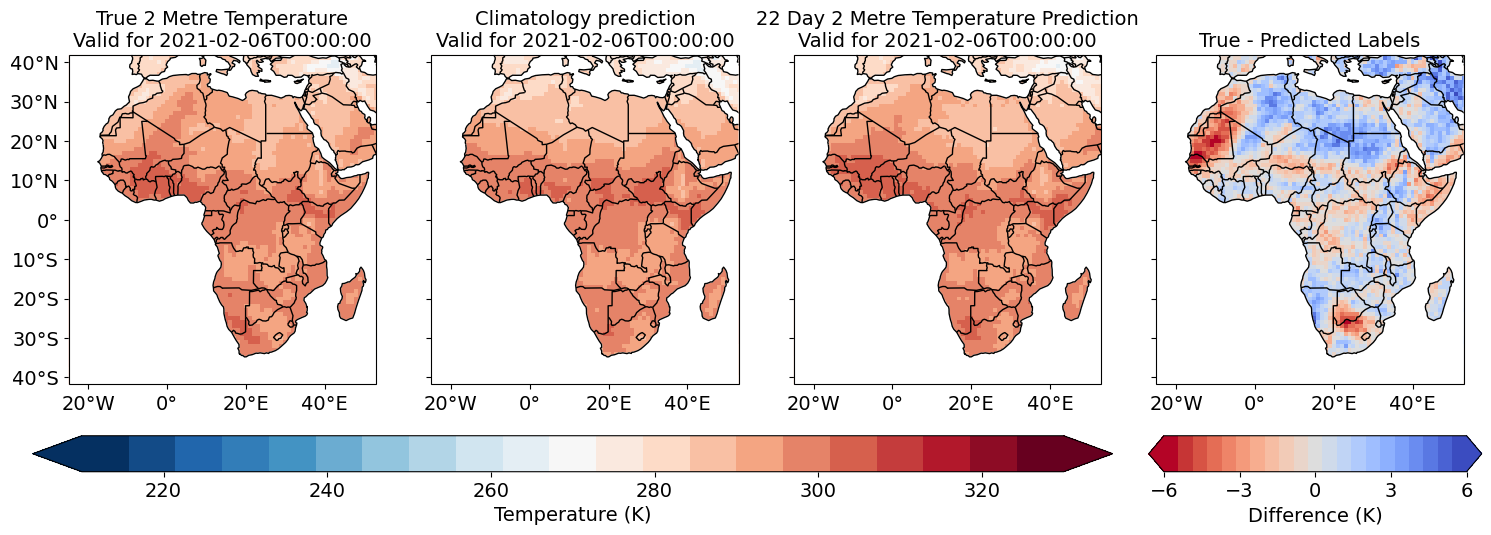 True 2 Metre Temperature
Valid for 2021-02-06T00:00:00
Climatology prediction
Valid for 2021-02-06T00:00:00
22 Day 2 Metre Temperature Prediction
Valid for 2021-02-06T00:00:00
True - Predicted Labels
40°N
30°N
20°N
10°N
0°
10°S
20°S
30°S
40°S
20°W 0° 20°E 40°E
20°W 0° 20°E 40°E
20°W 0° 20°E 40°E
20°W 0° 20°E 40°E
220 240 260 280 300 320
Temperature (K)
−6 −3 0 3 6
Difference (K)